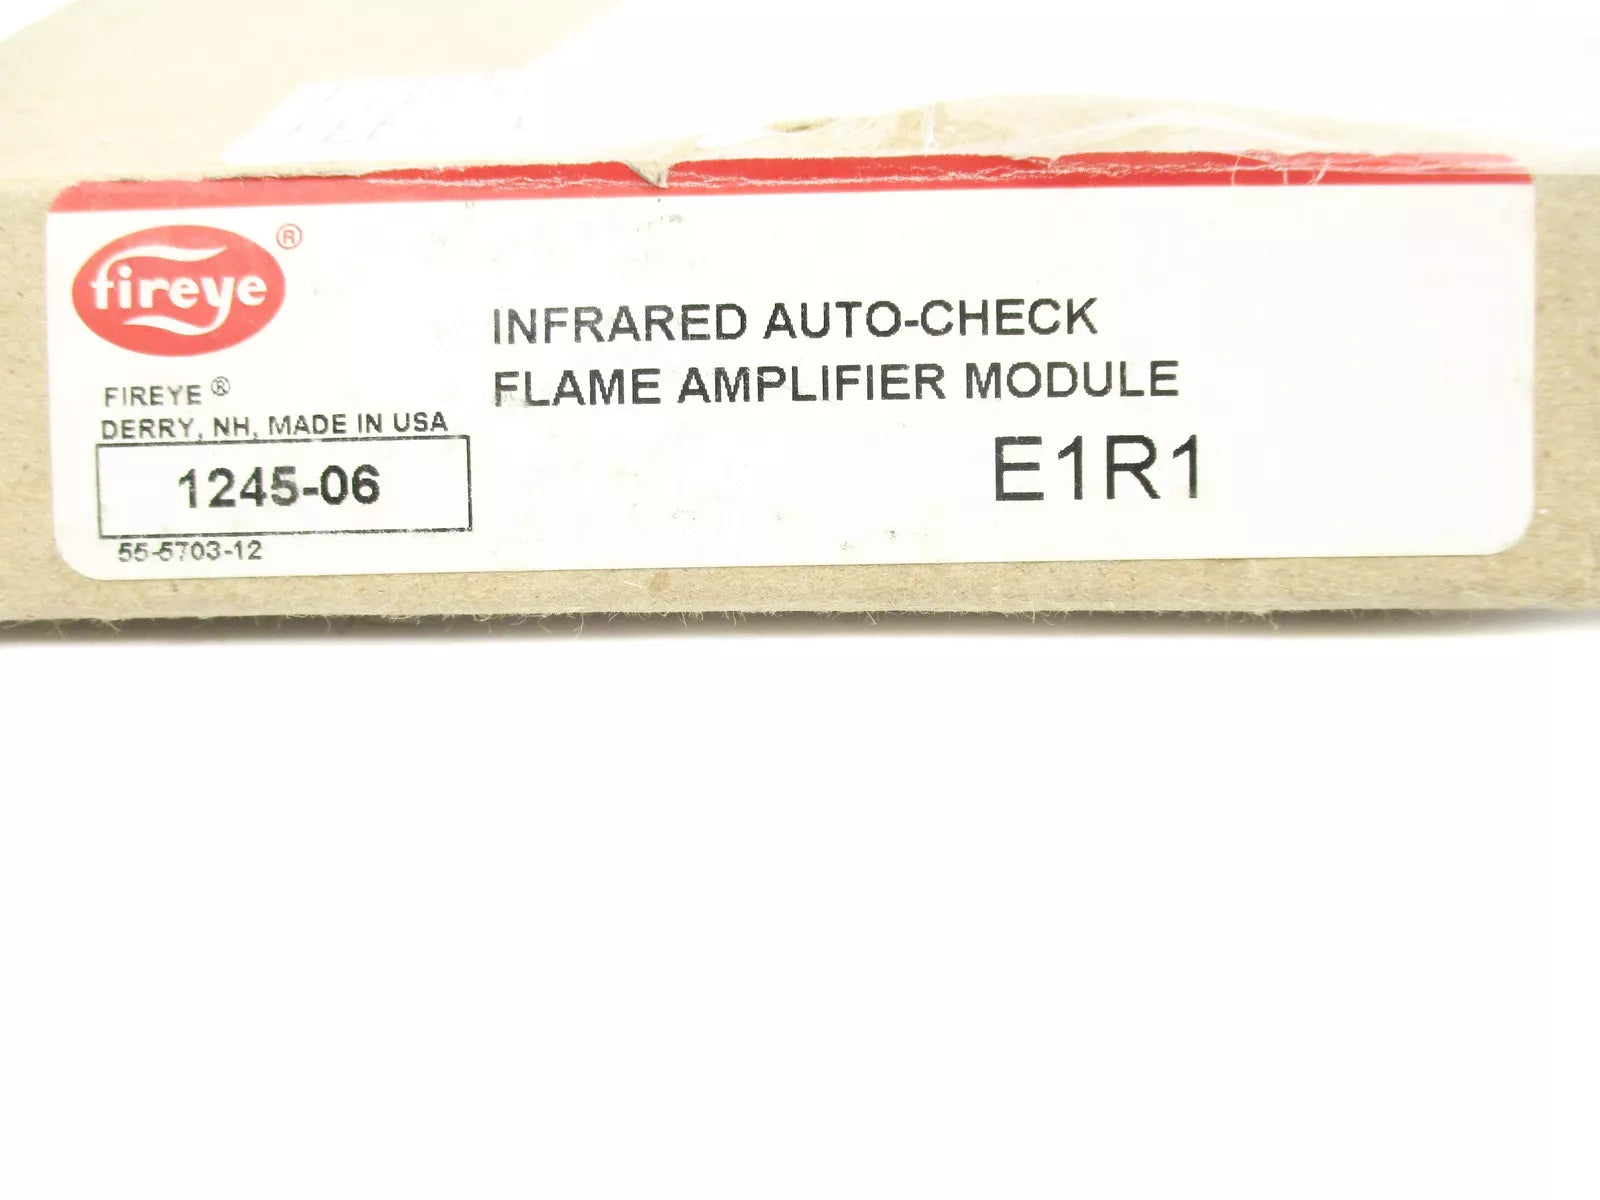 fireye ®
INFRARED AUTO-CHECK
FLAME AMPLIFIER MODULE
E1R1
FIREYE ®
DERRY, NH, MADE IN USA
1245-06
55-5703-12